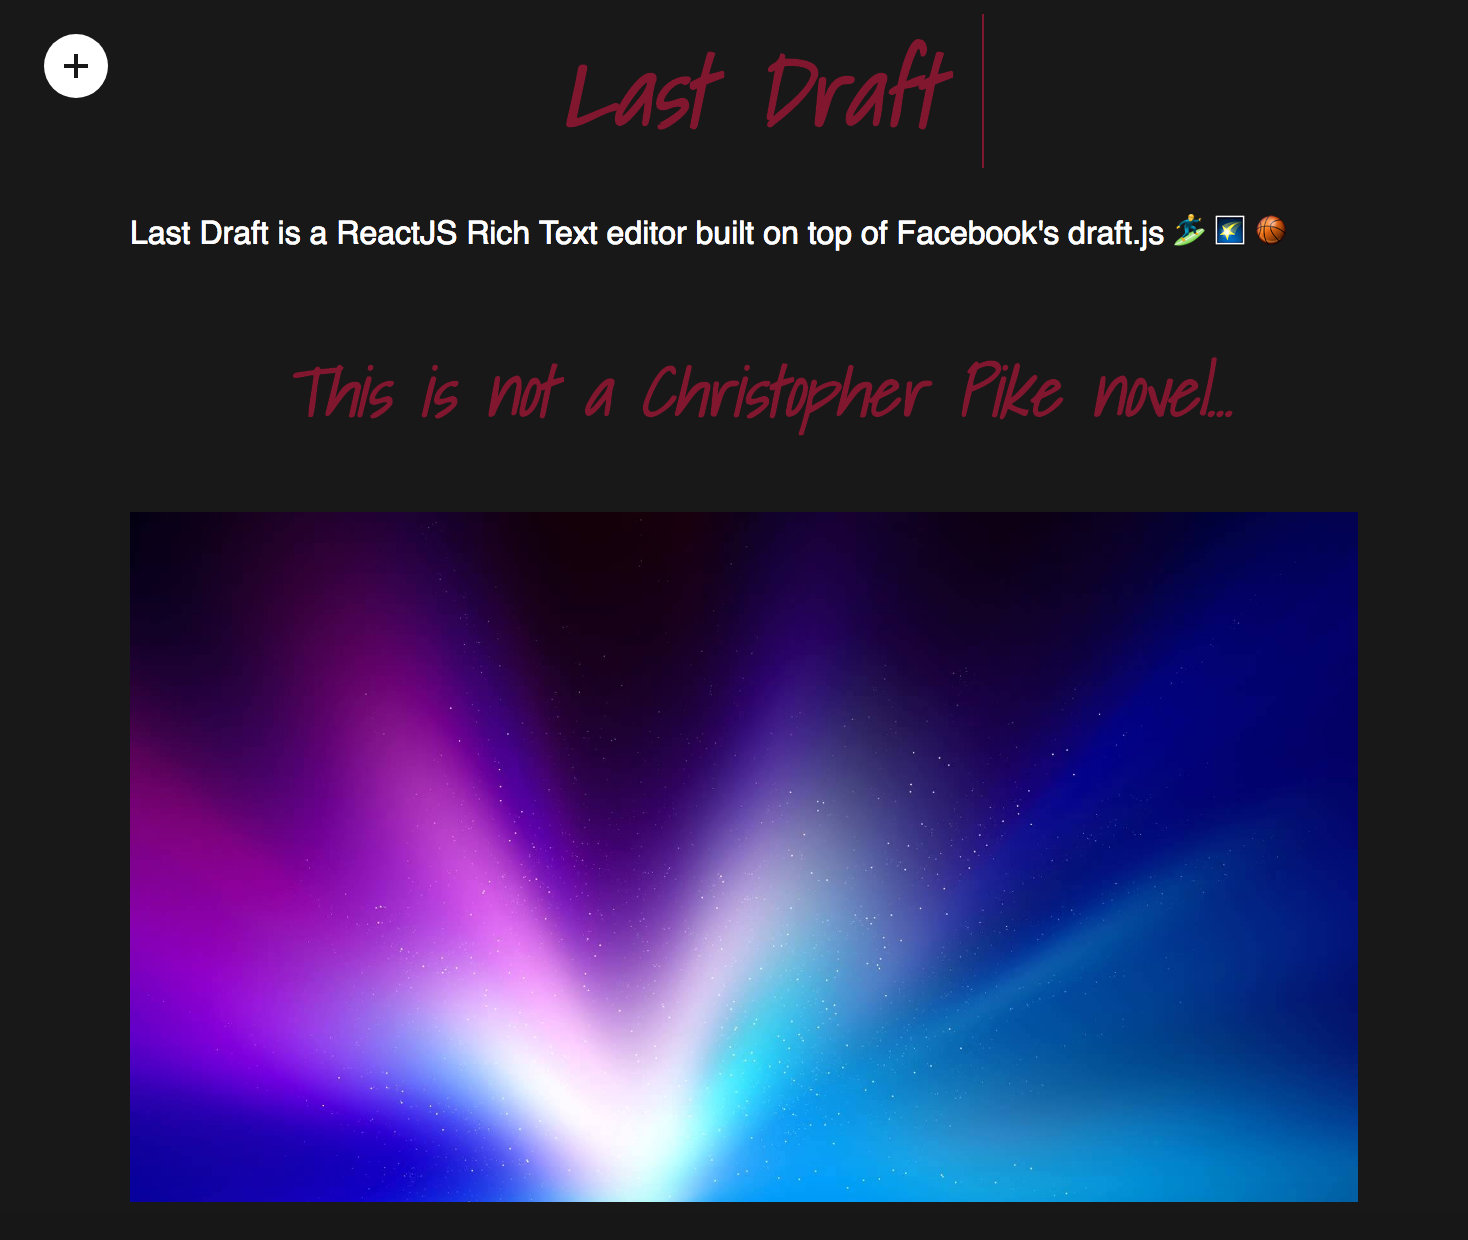 Last Draft
Last Draft is a ReactJS Rich Text editor built on top of Facebook's draft.js 🏄 🌠 🏀
This is not a Christopher Pike novel...